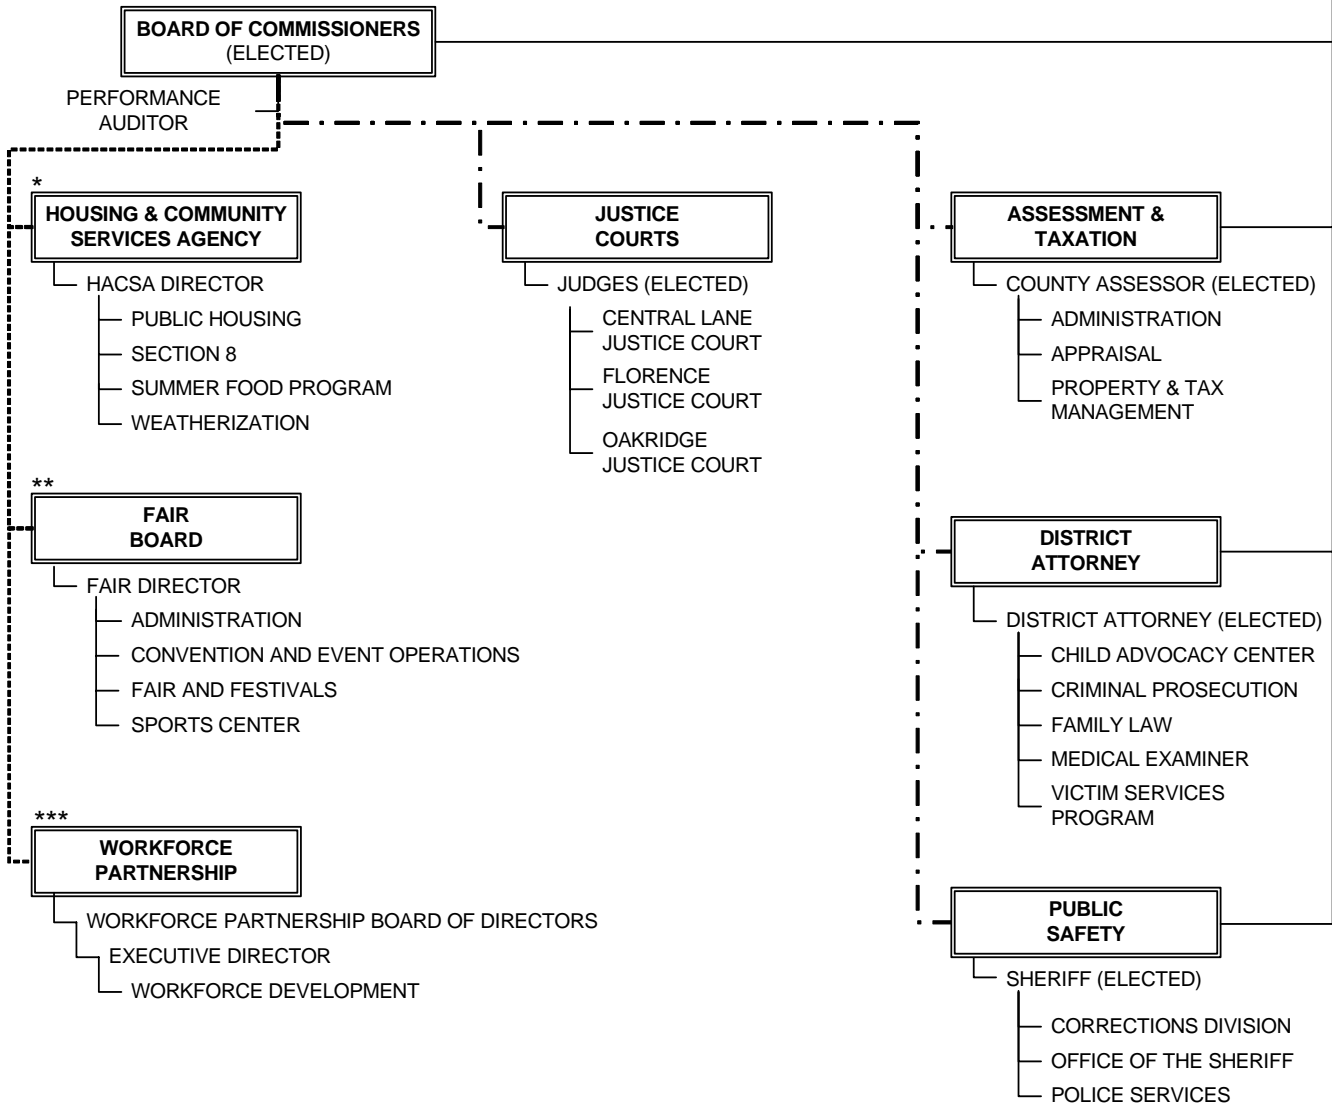 BOARD OF COMMISSIONERS
(ELECTED)
PERFORMANCE
AUDITOR
*
HOUSING & COMMUNITY
SERVICES AGENCY
HACSA DIRECTOR
PUBLIC HOUSING
SECTION 8
SUMMER FOOD PROGRAM
WEATHERIZATION
**
FAIR
BOARD
FAIR DIRECTOR
ADMINISTRATION
CONVENTION AND EVENT OPERATIONS
FAIR AND FESTIVALS
SPORTS CENTER
***
WORKFORCE
PARTNERSHIP
WORKFORCE PARTNERSHIP BOARD OF DIRECTORS
EXECUTIVE DIRECTOR
WORKFORCE DEVELOPMENT
JUSTICE
COURTS
JUDGES (ELECTED)
CENTRAL LANE
JUSTICE COURT
FLORENCE
JUSTICE COURT
OAKRIDGE
JUSTICE COURT
ASSESSMENT &
TAXATION
COUNTY ASSESSOR (ELECTED)
ADMINISTRATION
APPRAISAL
PROPERTY & TAX
MANAGEMENT
DISTRICT
ATTORNEY
DISTRICT ATTORNEY (ELECTED)
CHILD ADVOCACY CENTER
CRIMINAL PROSECUTION
FAMILY LAW
MEDICAL EXAMINER
VICTIM SERVICES
PROGRAM
PUBLIC
SAFETY
SHERIFF (ELECTED)
CORRECTIONS DIVISION
OFFICE OF THE SHERIFF
POLICE SERVICES